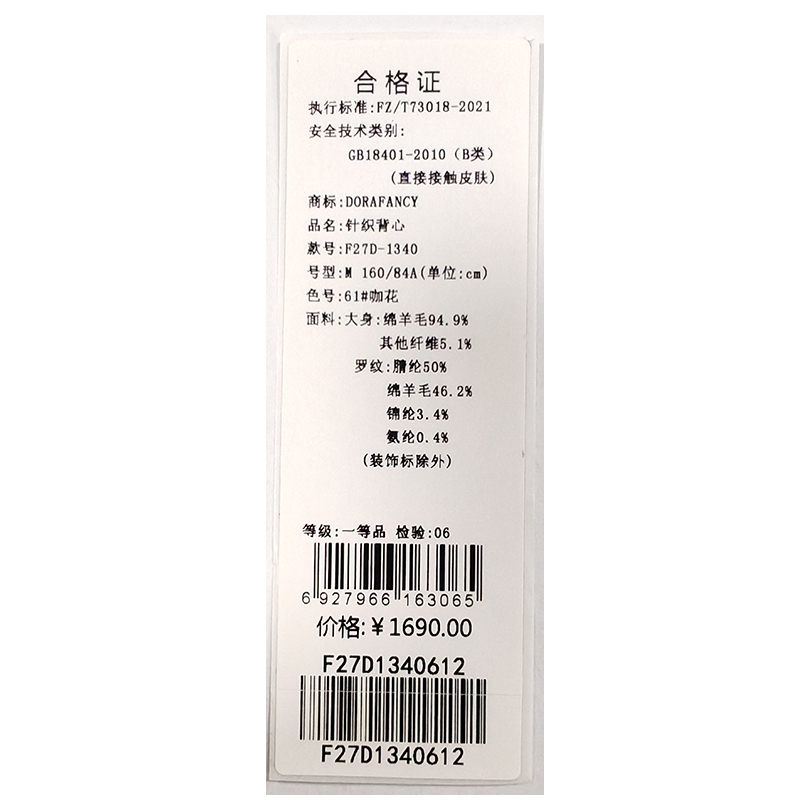 合格证
执行标准:FZ/T73018-2021
安全技术类别:
GB18401-2010 (B类)
(直接接触皮肤)
商标:DORAFANCY
品名:针织背心
款号:F27D-1340
号型:M 160/84A(单位:cm)
色号:61#咖花
面料:大身:绵羊毛94.9%
其他纤维5.1%
罗纹:腈纶50%
绵羊毛46.2%
锦纶3.4%
氨纶0.4%
(装饰标除外)
等级:一等品 检验:06
6 927966 163065
价格:¥1690.00
F27D1340612
F27D1340612